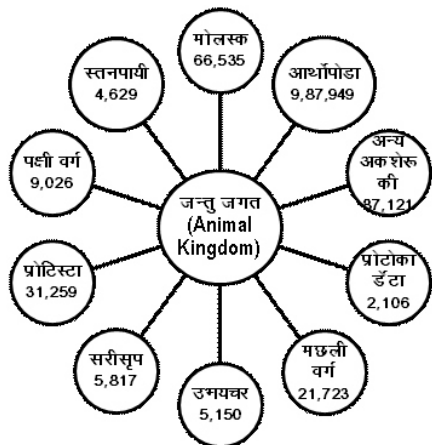 मोलस्क
66,535
आर्थोपोडा
9,87,949
अन्य
अकशेरू
की
87,121
प्रोटोका
र्डेटा
2,106
मछली
वर्ग
21,723
उभयचर
5,150
सरीसृप
5,817
प्रोटिस्टा
31,259
पक्षी वर्ग
9,026
स्तनपायी
4,629
जन्तु जगत
(Animal
Kingdom)